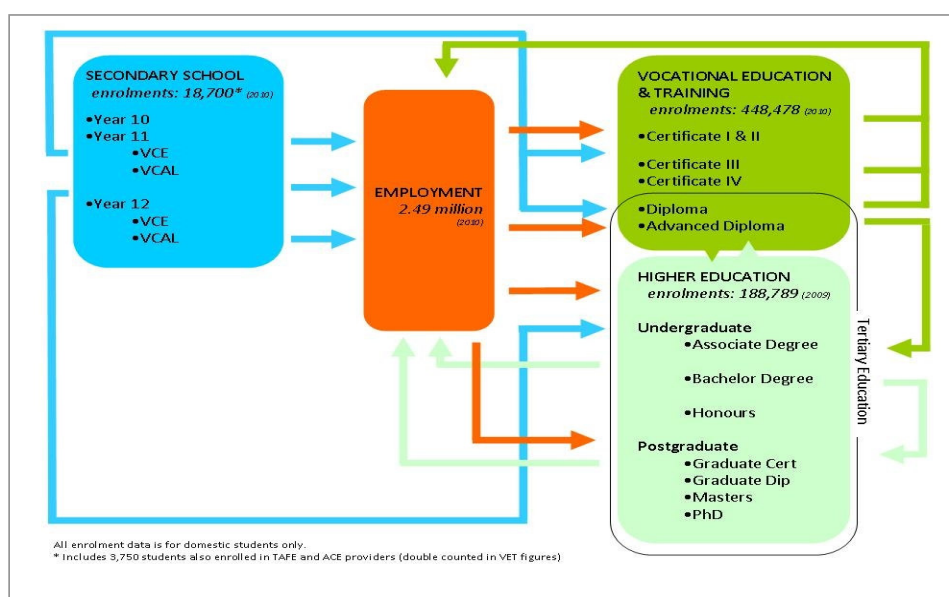 SECONDARY SCHOOL
enrolments: 18,700* (2010)
•Year 10
•Year 11
•VCE
•VCAL
•Year 12
•VCE
•VCAL
EMPLOYMENT
2.49 million
(2010)
VOCATIONAL EDUCATION
& TRAINING
enrolments: 448,478 (2010)
•Certificate I & II
•Certificate III
•Certificate IV
•Diploma
•Advanced Diploma
HIGHER EDUCATION
enrolments: 188,789 (2009)
Undergraduate
•Associate Degree
•Bachelor Degree
•Honours
Postgraduate
•Graduate Cert
•Graduate Dip
•Masters
•PhD
Tertiary Education
All enrolment data is for domestic students only.
* Includes 3,750 students also enrolled in TAFE and ACE providers (double counted in VET figures)